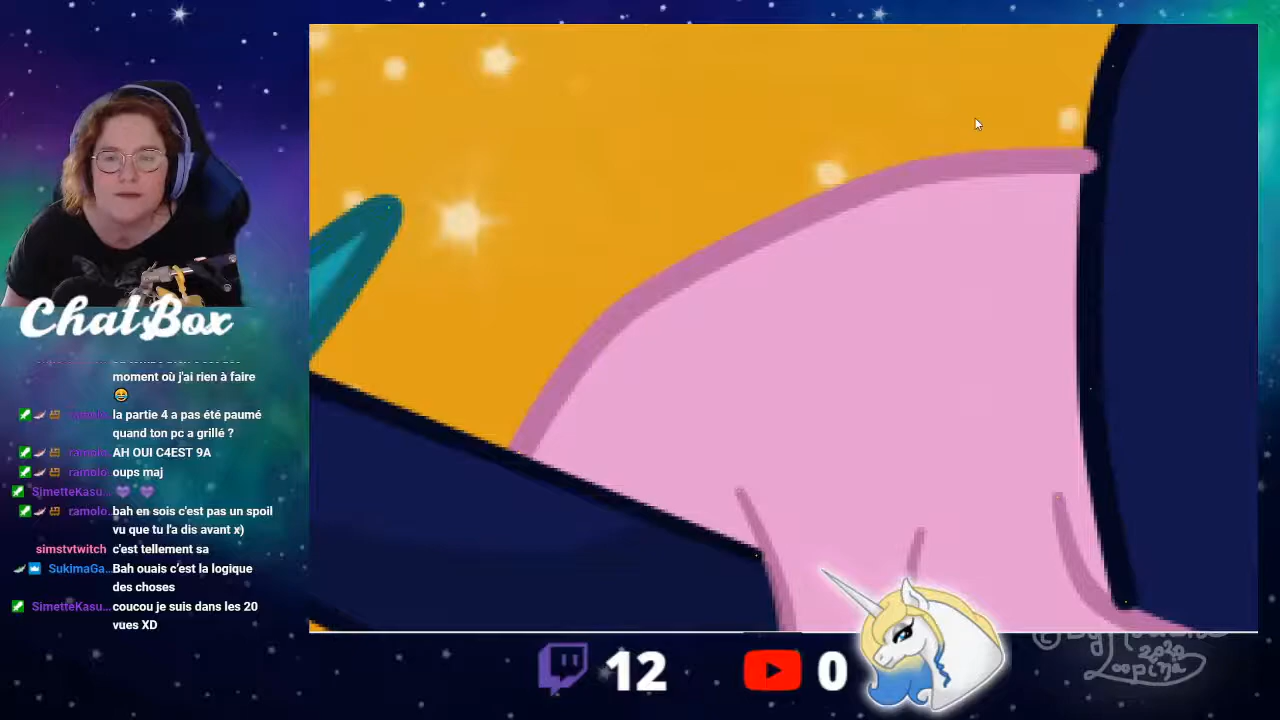 ChatBox
moment où j'ai rien à faire
ramolo.. la partie 4 a pas été paumé
quand ton pc a grillé ?
ramolo.. AH OUI C4EST 9A
ramolo.. oups maj
SimetteKasu...
ramolo.. bah en sois c'est pas un spoil
vu que tu l'a dis avant x)
simstvtwitch c'est tellement sa
SukimaGa... Bah ouais c'est la logique
des choses
SimetteKasu... coucou je suis dans les 20
vues XD
12
0
2020
Loopina